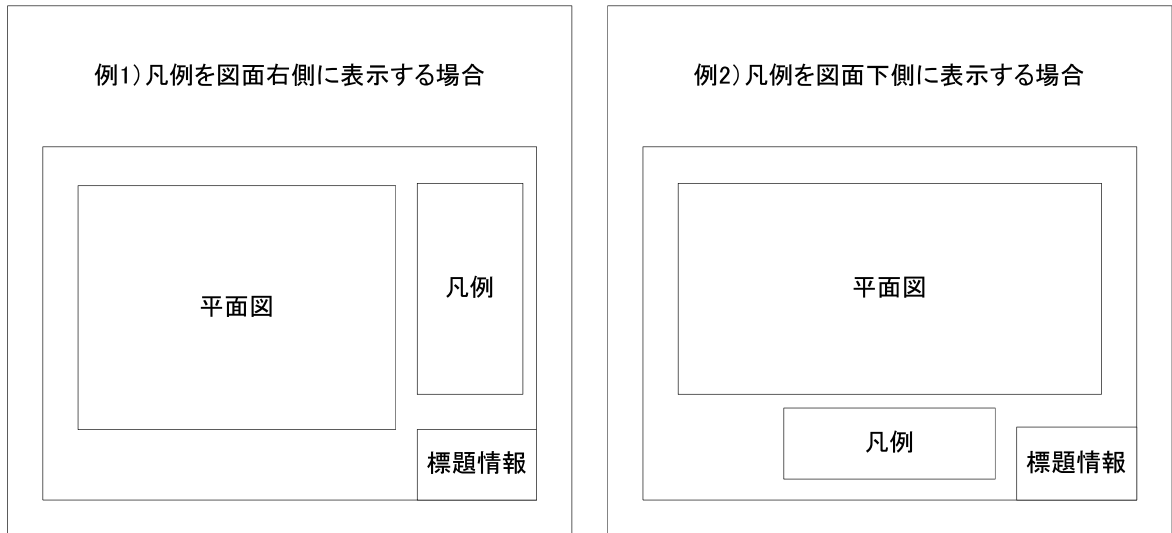 例1)凡例を図面右側に表示する場合
平面図
凡例
標題情報
例2)凡例を図面下側に表示する場合
平面図
凡例
標題情報